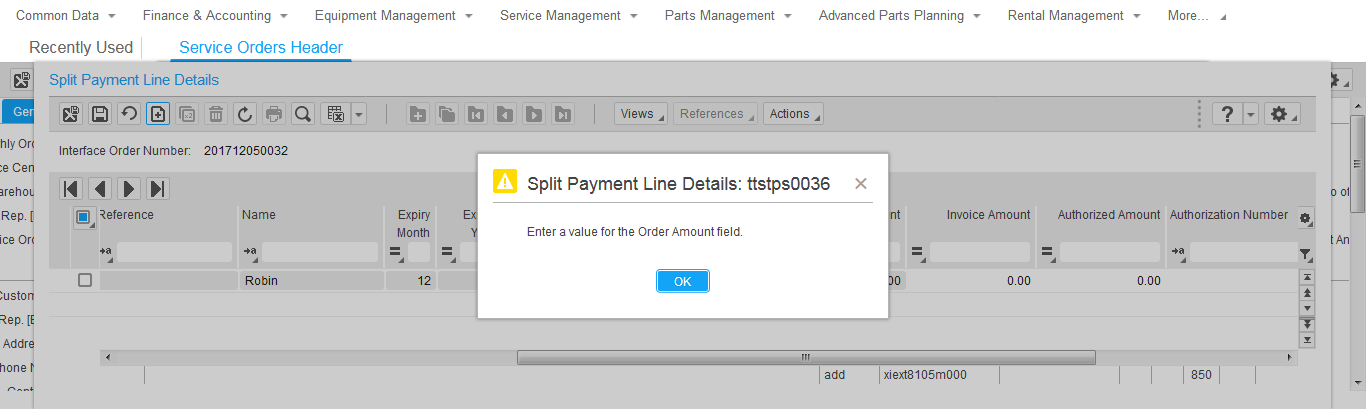 Common Data Finance & Accounting Equipment Management Service Management Parts Management Advanced Parts Planning Rental Management More...
Recently Used Service Orders Header
Split Payment Line Details
Views References Actions ?
Interface Order Number: 201712050032
Split Payment Line Details: ttstps0036
Enter a value for the Order Amount field.
OK
Reference Name Expiry Month Ex Y nt Invoice Amount Authorized Amount Authorization Number
Robin 12 00 0.00 0.00
add xiext8105m000 850
Ger
hly Or
ce Cen
arehou
Rep. [
ice Or
Custom
Rep. [E
Addre
hone N
Cont
o of
t An